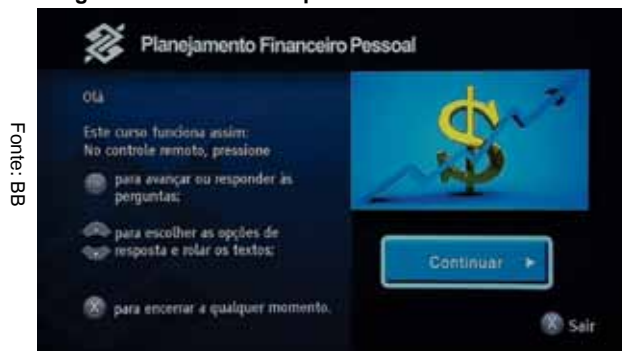 Planejamento Financeiro Pessoal
Olá
Este curso funciona assim:
No controle remoto, pressione
para avançar ou responder às
perguntas;
para escolher as opções de
resposta e rolar os textos;
X para encerrar a qualquer momento.
Continuar
X Sair
Fonte: BB